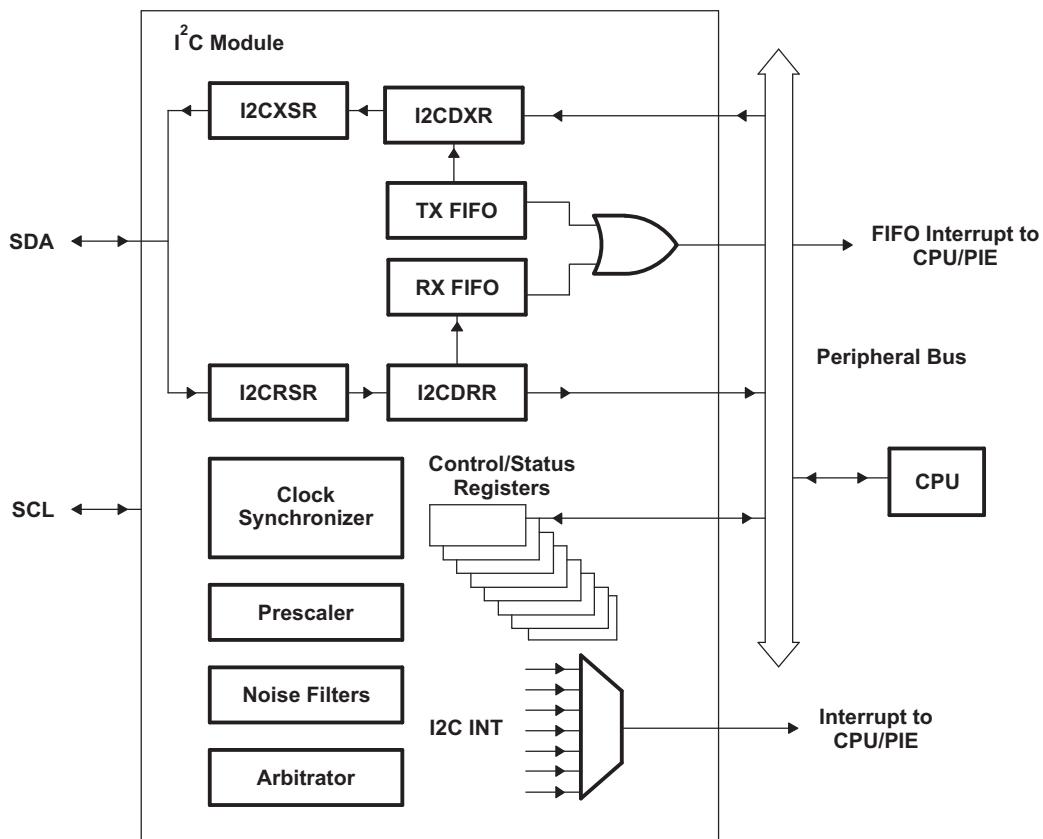 I²C Module
I2CXSR
I2CDXR
TX FIFO
SDA
FIFO Interrupt to
CPU/PIE
RX FIFO
Peripheral Bus
I2CRSR
I2CDRR
Control/Status
Registers
Clock
Synchronizer
SCL
CPU
Prescaler
Noise Filters
I2C INT
Interrupt to
CPU/PIE
Arbitrator